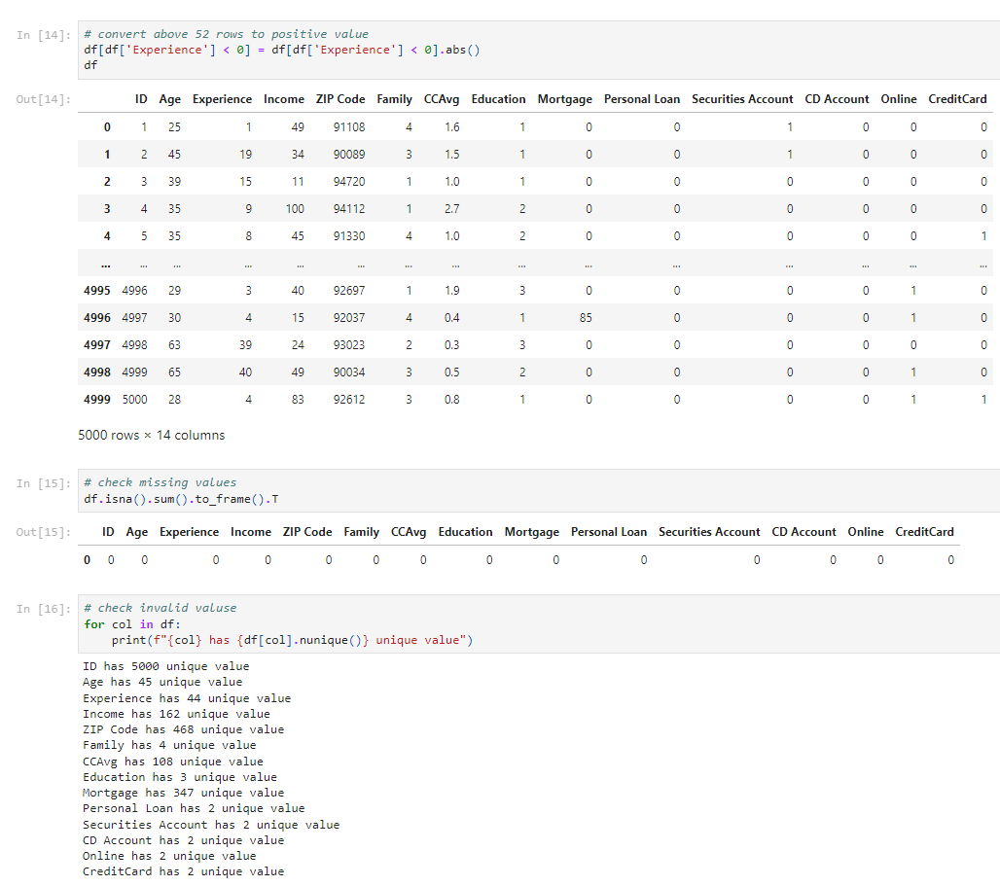 In [14]: # convert above 52 rows to positive value
df[df['Experience'] < 0] = df[df['Experience'] < 0].abs()
df
Out[14]: ID Age Experience Income ZIP Code Family CCAvg Education Mortgage Personal Loan Securities Account CD Account Online CreditCard
0 1 25 1 49 91108 4 1.6 1 0 0 1 0 0 0
1 2 45 19 34 90089 3 1.5 1 0 0 1 0 0 0
2 3 39 15 11 94720 1 1.0 1 0 0 0 0 0 0
3 4 35 9 100 94112 1 2.7 2 0 0 0 0 0 0
4 5 35 8 45 91330 4 1.0 2 0 0 0 0 0 1
... ... ... ... ... ... ... ... ... ... ... ... ... ... ...
4995 4996 29 3 40 92697 1 1.9 3 0 0 0 0 1 0
4996 4997 30 4 15 92037 4 0.4 1 85 0 0 0 1 0
4997 4998 63 39 24 93023 2 0.3 3 0 0 0 0 0 0
4998 4999 65 40 49 90034 3 0.5 2 0 0 0 0 1 0
4999 5000 28 4 83 92612 3 0.8 1 0 0 0 0 1 1
5000 rows × 14 columns
In [15]: # check missing values
df.isna().sum().to_frame().T
Out[15]: ID Age Experience Income ZIP Code Family CCAvg Education Mortgage Personal Loan Securities Account CD Account Online CreditCard
0 0 0 0 0 0 0 0 0 0 0 0 0 0 0
In [16]: # check invalid valuse
for col in df:
    print(f"{col} has {df[col].nunique()} unique value")
ID has 5000 unique value
Age has 45 unique value
Experience has 44 unique value
Income has 162 unique value
ZIP Code has 468 unique value
Family has 4 unique value
CCAvg has 108 unique value
Education has 3 unique value
Mortgage has 347 unique value
Personal Loan has 2 unique value
Securities Account has 2 unique value
CD Account has 2 unique value
Online has 2 unique value
CreditCard has 2 unique value